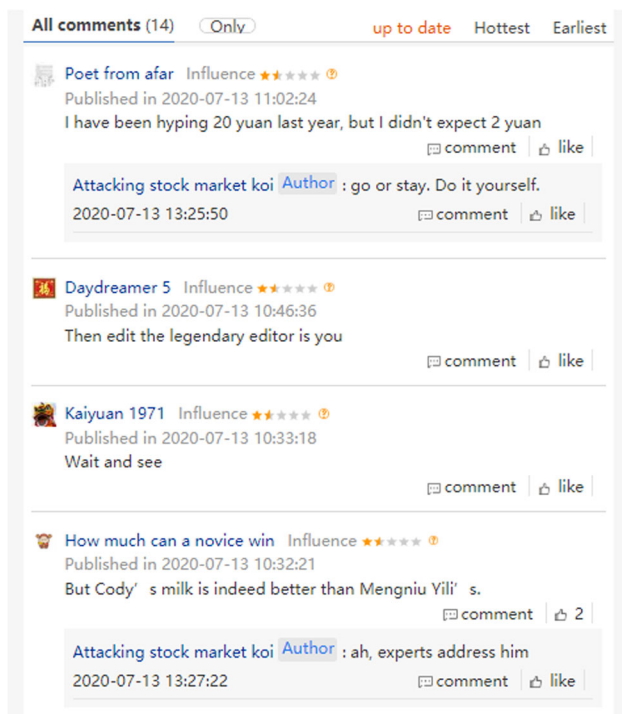 All comments (14) Only up to date Hottest Earliest
Poet from afar Influence
Published in 2020-07-13 11:02:24
I have been hyping 20 yuan last year, but I didn't expect 2 yuan
comment like
Attacking stock market koi Author : go or stay. Do it yourself.
2020-07-13 13:25:50 comment like
Daydreamer 5 Influence
Published in 2020-07-13 10:46:36
Then edit the legendary editor is you
comment like
Kaiyuan 1971 Influence
Published in 2020-07-13 10:33:18
Wait and see
comment like
How much can a novice win Influence
Published in 2020-07-13 10:32:21
But Cody′ s milk is indeed better than Mengniu Yili′ s.
comment 2
Attacking stock market koi Author : ah, experts address him
2020-07-13 13:27:22 comment like